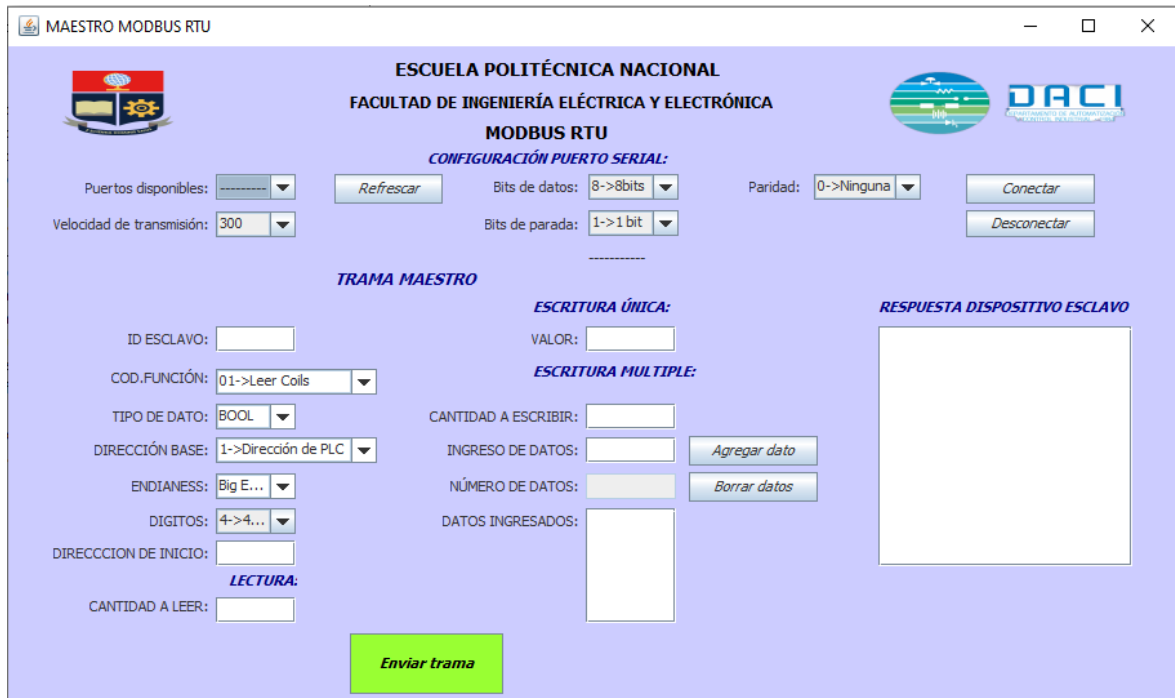 MAESTRO MODBUS RTU
ESCUELA POLITÉCNICA NACIONAL
FACULTAD DE INGENIERÍA ELÉCTRICA Y ELECTRÓNICA
MODBUS RTU
DACI
CONFIGURACIÓN PUERTO SERIAL:
Puertos disponibles: --------- Refrescar Bits de datos: 8->8bits Paridad: 0->Ninguna Conectar
Velocidad de transmisión: 300 Bits de parada: 1->1 bit Desconectar
-----------
TRAMA MAESTRO
ESCRITURA ÚNICA: RESPUESTA DISPOSITIVO ESCLAVO
ID ESCLAVO: VALOR:
COD.FUNCIÓN: 01->Leer Coils ESCRITURA MULTIPLE:
TIPO DE DATO: BOOL CANTIDAD A ESCRIBIR:
DIRECCIÓN BASE: 1->Dirección de PLC INGRESO DE DATOS: Agregar dato
ENDIANESS: Big E... NÚMERO DE DATOS: Borrar datos
DIGITOS: 4->4... DATOS INGRESADOS:
DIRECCCION DE INICIO:
LECTURA:
CANTIDAD A LEER:
Enviar trama